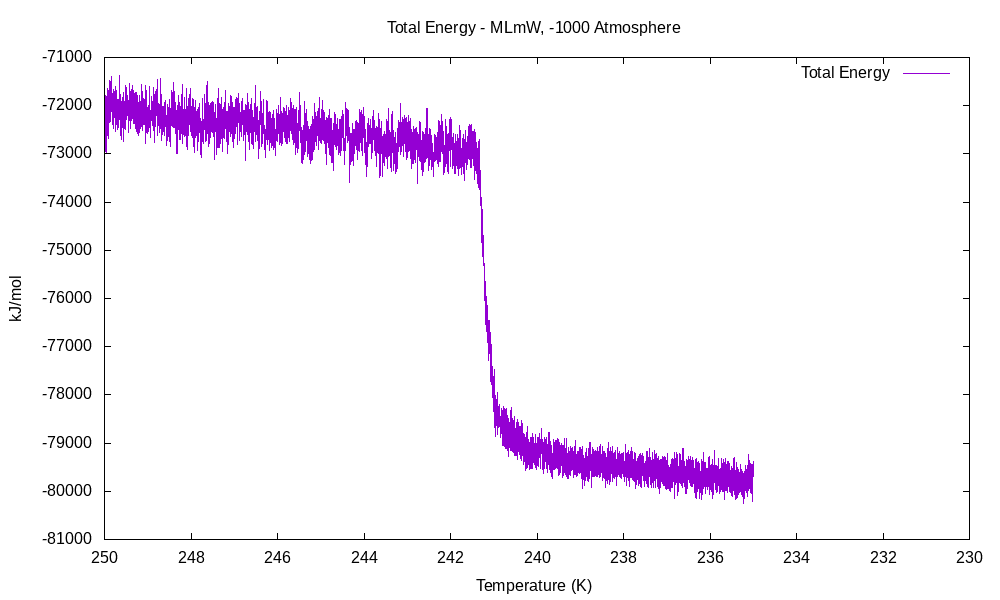 Total Energy - MLmW, -1000 Atmosphere
-71000
Total Energy
-72000
-73000
-74000
-75000
-76000
-77000
-78000
-79000
-80000
-81000
kJ/mol
250 248 246 244 242 240 238 236 234 232 230
Temperature (K)